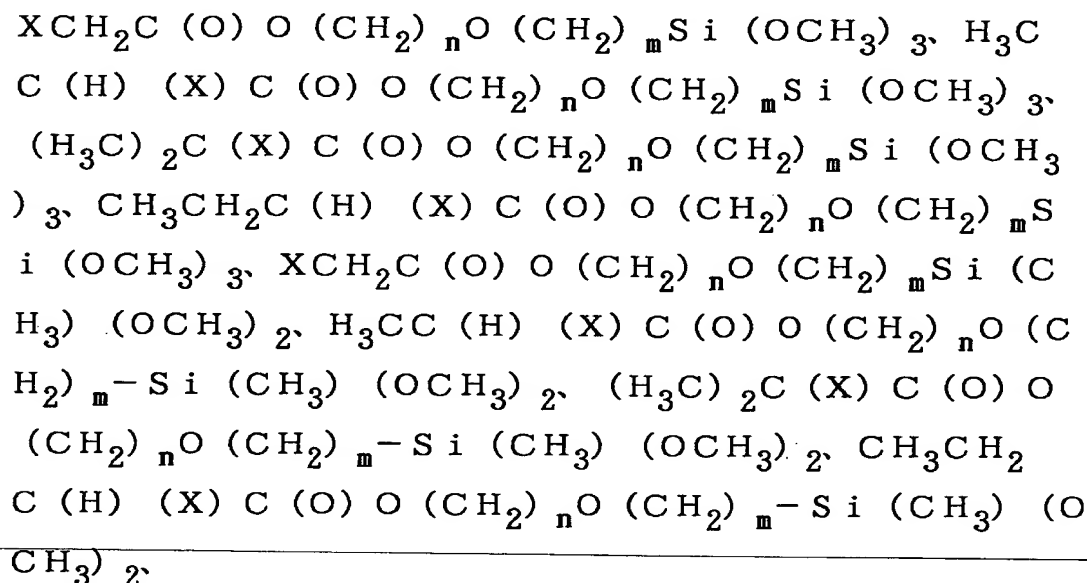 XCH₂C (O) O (CH₂) ₙO (CH₂) ₘSi (OCH₃) ₃、 H₃C
C (H) (X) C (O) O (CH₂) ₙO (CH₂) ₘSi (OCH₃) ₃、
(H₃C) ₂C (X) C (O) O (CH₂) ₙO (CH₂) ₘSi (OCH₃
) ₃、 CH₃CH₂C (H) (X) C (O) O (CH₂) ₙO (CH₂) ₘS
i (OCH₃) ₃、 XCH₂C (O) O (CH₂) ₙO (CH₂) ₘSi (C
H₃) (OCH₃) ₂、 H₃CC (H) (X) C (O) O (CH₂) ₙO (C
H₂) ₘ−Si (CH₃) (OCH₃) ₂、 (H₃C) ₂C (X) C (O) O
(CH₂) ₙO (CH₂) ₘ−Si (CH₃) (OCH₃) ₂、 CH₃CH₂
C (H) (X) C (O) O (CH₂) ₙO (CH₂) ₘ−Si (CH₃) (O
CH₃) ₂、